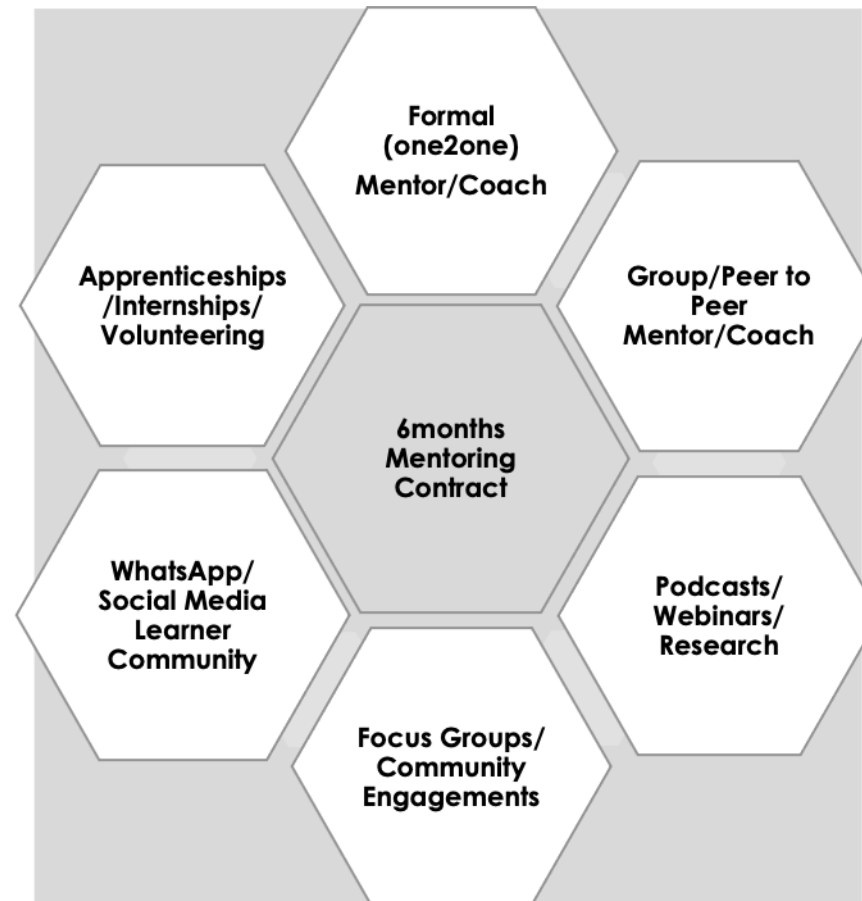 Formal
(one2one)
Mentor/Coach
Apprenticeships
/Internships/
Volunteering
Group/Peer to
Peer
Mentor/Coach
6months
Mentoring
Contract
WhatsApp/
Social Media
Learner
Community
Podcasts/
Webinars/
Research
Focus Groups/
Community
Engagements